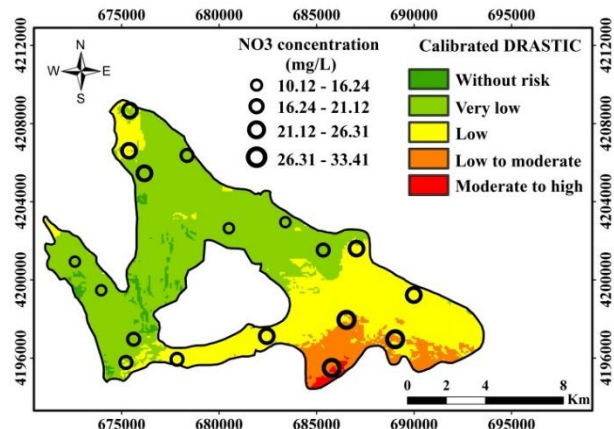 675000 680000 685000 690000 695000
4212000
4208000
4204000
4200000
4196000
N
W E
S
NO3 concentration
(mg/L)
10.12 - 16.24
16.24 - 21.12
21.12 - 26.31
26.31 - 33.41
Calibrated DRASTIC
Without risk
Very low
Low
Low to moderate
Moderate to high
4212000
4208000
4204000
4200000
4196000
0 2 4 8
Km
675000 680000 685000 690000 695000